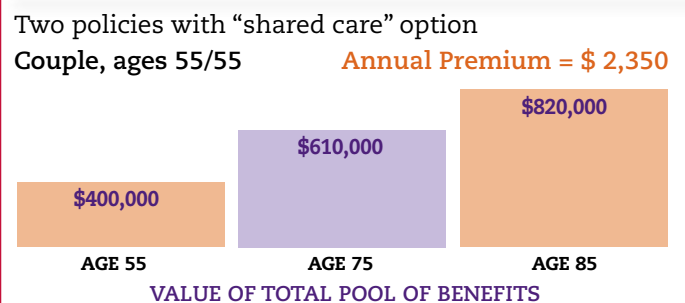 Two policies with “shared care” option
Couple, ages 55/55 Annual Premium = $ 2,350
$400,000 $610,000 $820,000
AGE 55 AGE 75 AGE 85
VALUE OF TOTAL POOL OF BENEFITS